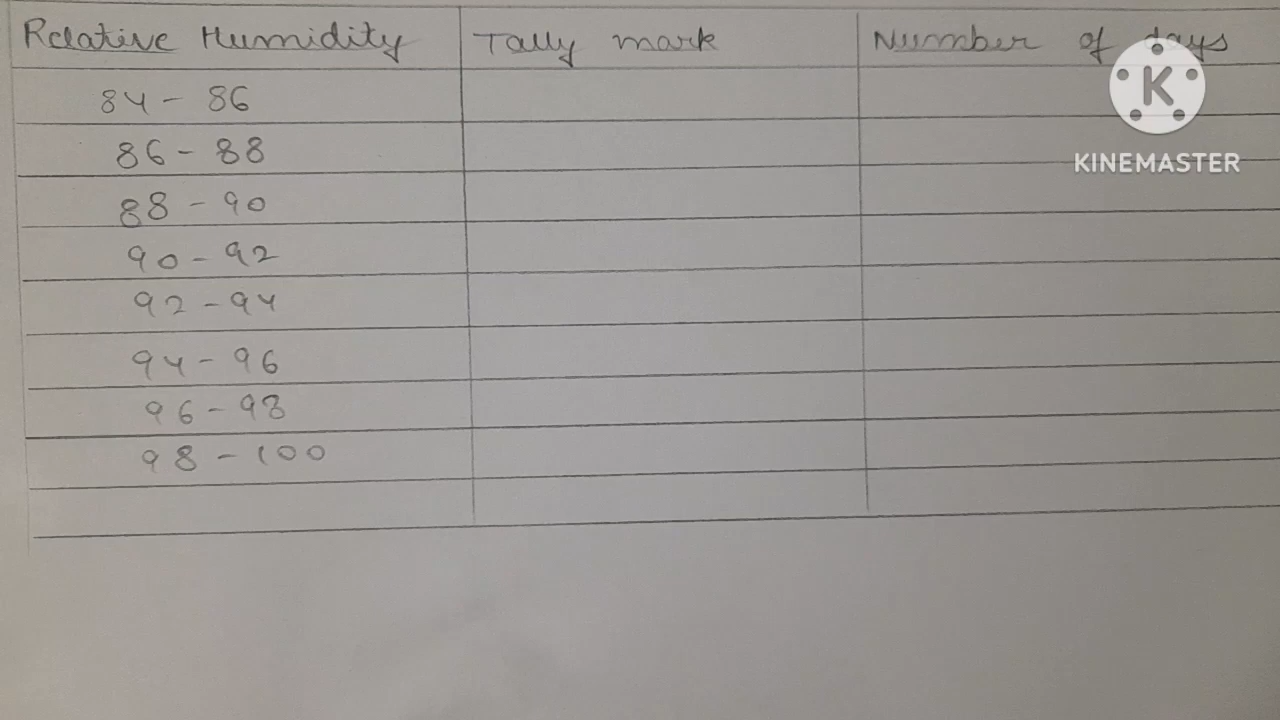 Relative Humidity Tally mark Number of days
84 - 86
86 - 88
88 - 90
90 - 92
92 - 94
94 - 96
96 - 98
98 - 100
K
KINEMASTER